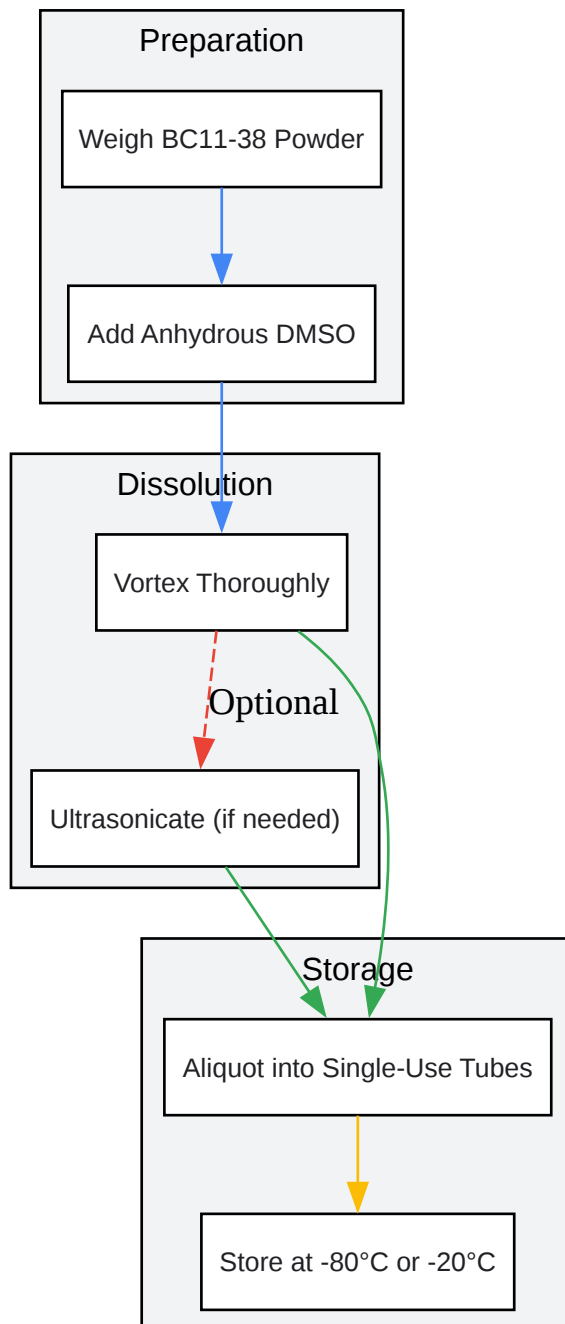 Preparation
Weigh BC11-38 Powder
Add Anhydrous DMSO
Dissolution
Vortex Thoroughly
Optional
Ultrasonicate (if needed)
Storage
Aliquot into Single-Use Tubes
Store at -80°C or -20°C